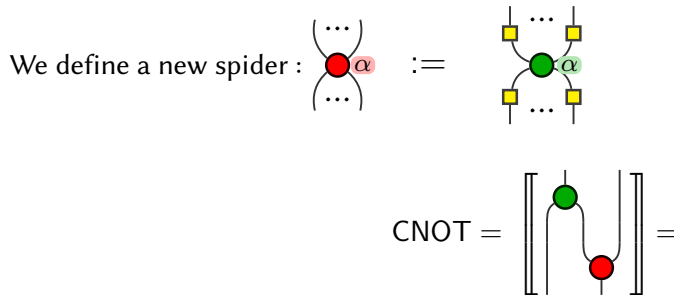 We define a new spider : ... ... α := ... ... α
CNOT = ⟦ ⟧ =